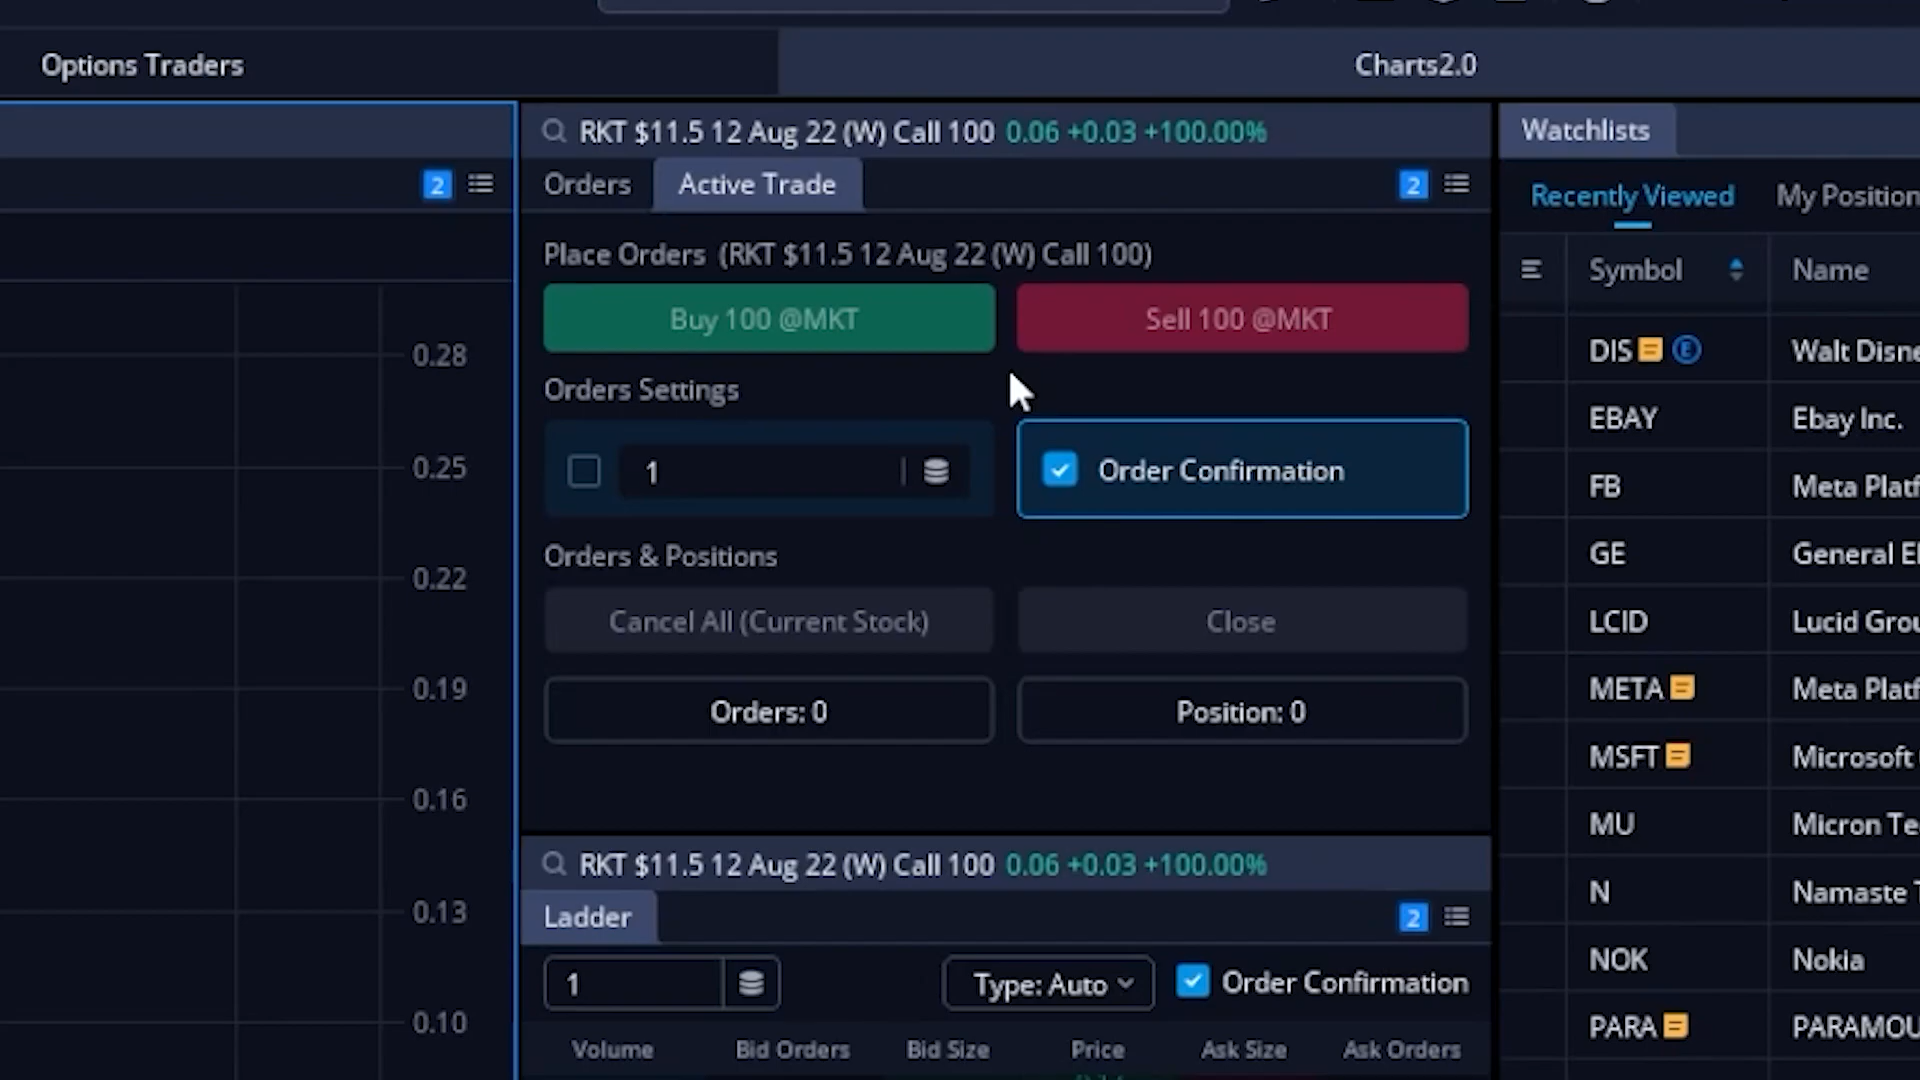 Options Traders
Charts2.0
2
0.28
0.25
0.22
0.19
0.16
0.13
0.10
RKT $11.5 12 Aug 22 (W) Call 100 0.06 +0.03 +100.00%
Orders
Active Trade
2
Place Orders (RKT $11.5 12 Aug 22 (W) Call 100)
Buy 100 @MKT
Sell 100 @MKT
Orders Settings
1
Order Confirmation
Orders & Positions
Cancel All (Current Stock)
Close
Orders: 0
Position: 0
RKT $11.5 12 Aug 22 (W) Call 100 0.06 +0.03 +100.00%
Ladder
2
1
Type: Auto
Order Confirmation
Volume Bid Orders Bid Size Price Ask Size Ask Orders
Watchlists
Recently Viewed My Position
Symbol Name
DIS E Walt Disne
EBAY Ebay Inc.
FB Meta Platf
GE General El
LCID Lucid Grou
META Meta Platf
MSFT Microsoft
MU Micron Te
N Namaste T
NOK Nokia
PARA PARAMOU